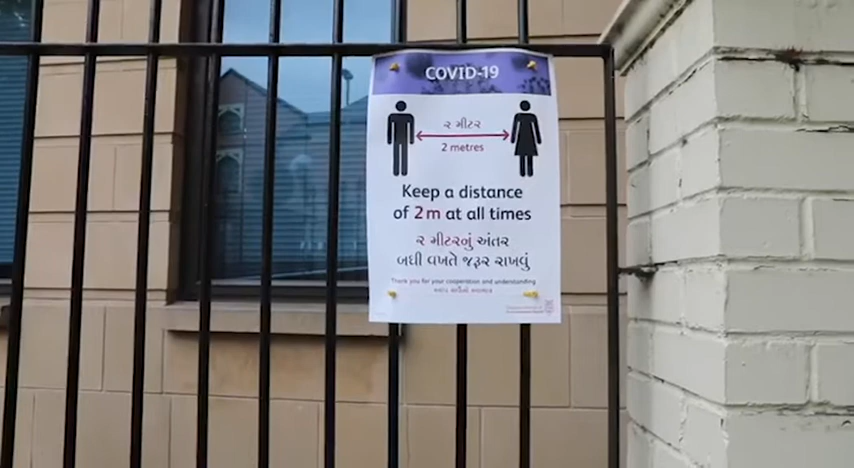 COVID-19
૨ મીટર
2 metres
Keep a distance
of 2m at all times
૨ મીટરનું અંતર
બધી વખતે જરૂર રાખવું
Thank you for your cooperation and understanding